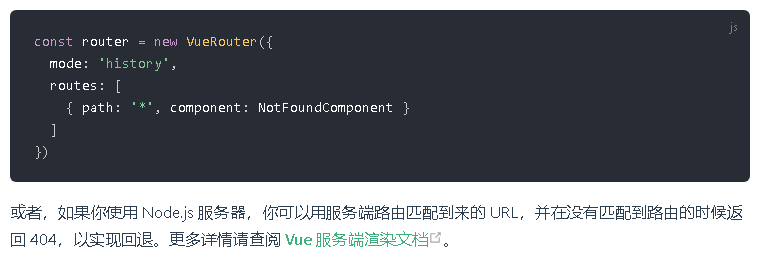 js
const router = new VueRouter({
  mode: 'history',
  routes: [
    { path: '*', component: NotFoundComponent }
  ]
})
或者，如果你使用 Node.js 服务器，你可以用服务端路由匹配到来的 URL，并在没有匹配到路由的时候返
回 404，以实现回退。更多详情请查阅 Vue 服务端渲染文档。